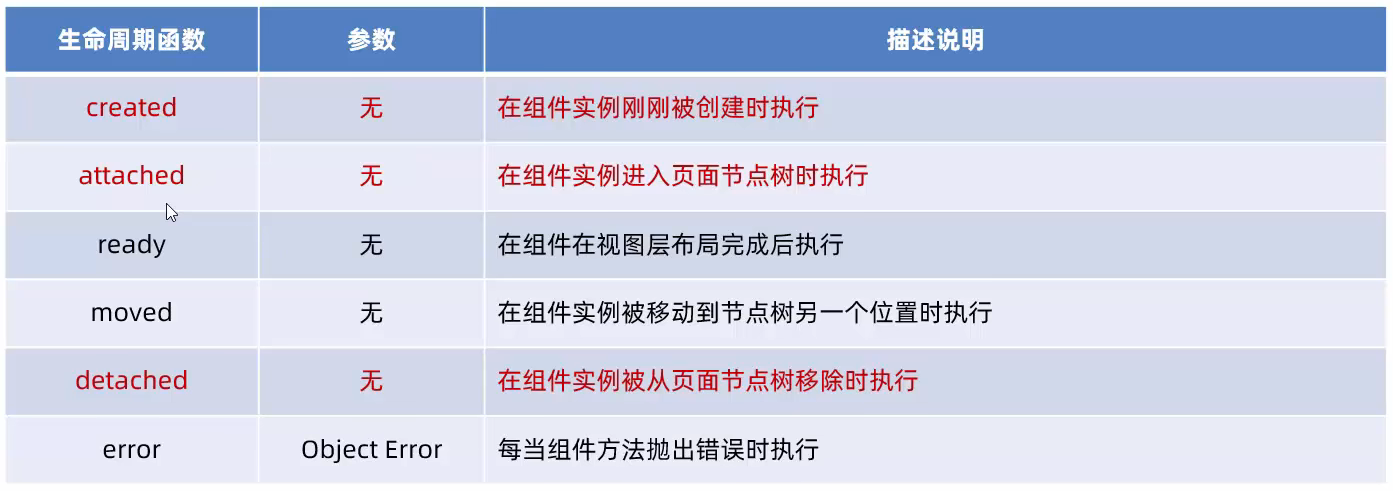 生命周期函数 参数 描述说明
created 无 在组件实例刚刚被创建时执行
attached 无 在组件实例进入页面节点树时执行
ready 无 在组件在视图层布局完成后执行
moved 无 在组件实例被移动到节点树另一个位置时执行
detached 无 在组件实例被从页面节点树移除时执行
error Object Error 每当组件方法抛出错误时执行